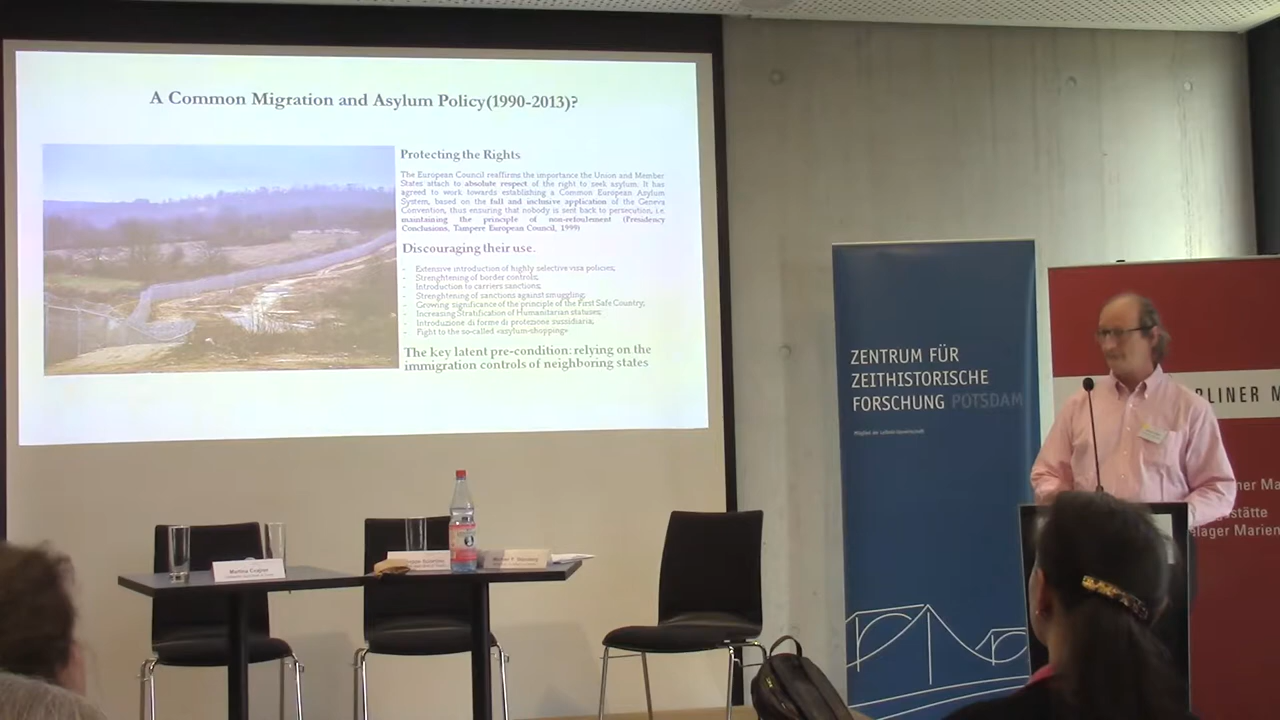 A Common Migration and Asylum Policy(1990-2013)?
Protecting the Rights
The European Council reaffirms the importance the Union and Member
States attach to absolute respect of the right to seek asylum. It has
agreed to work towards establishing a Common European Asylum
System, based on the full and inclusive application of the Geneva
Convention, thus ensuring that nobody is sent back to persecution, i.e.
maintaining the principle of non-refoulement (Presidency
Conclusions, Tampere European Council, 1999)
Discouraging their use.
- Extensive introduction of highly selective visa policies;
- Strenghtening of border controls;
- Introduction to carriers sanctions;
- Strenghtening of sanctions against smuggling;
- Growing significance of the principle of the First Safe Country;
- Increasing Stratification of Humanitarian statuses;
- Introduzione di forme di protezione sussidiaria;
- Fight to the so-called «asylum-shopping»
The key latent pre-condition: relying on the
immigration controls of neighboring states
ZENTRUM FÜR
ZEITHISTORISCHE
FORSCHUNG POTSDAM
Mitglied der Leibniz-Gemeinschaft
RLINER M
ner Ma
gsstätte
elager Marien